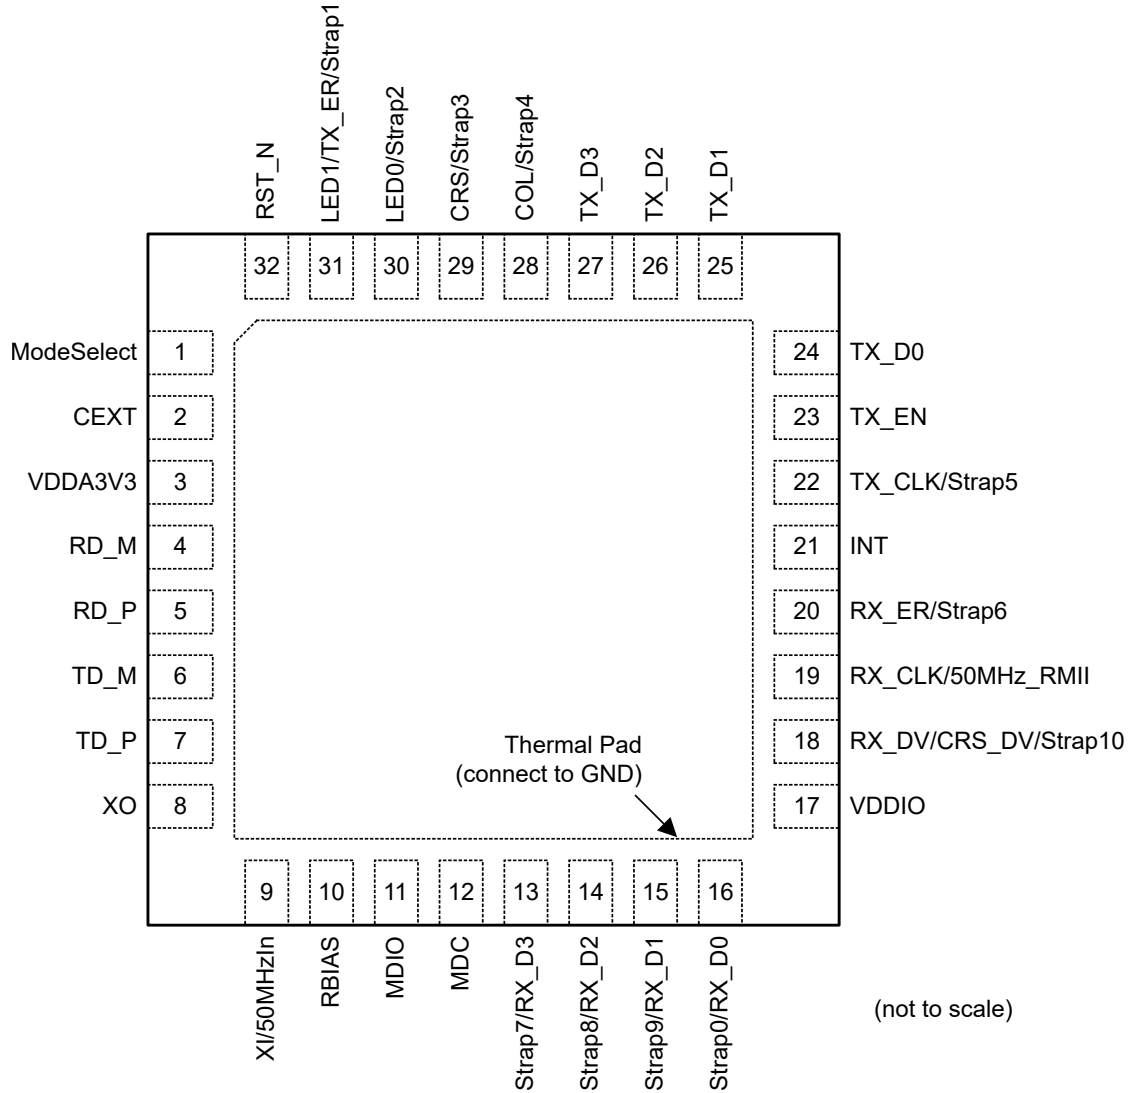 RST_N
LED1/TX_ER/Strap1
LED0/Strap2
CRS/Strap3
COL/Strap4
TX_D3
TX_D2
TX_D1
32
31
30
29
28
27
26
25
ModeSelect 1
24 TX_D0
CEXT 2
23 TX_EN
VDDA3V3 3
22 TX_CLK/Strap5
RD_M 4
21 INT
RD_P 5
20 RX_ER/Strap6
TD_M 6
19 RX_CLK/50MHz_RMII
TD_P 7
18 RX_DV/CRS_DV/Strap10
XO 8
17 VDDIO
Thermal Pad
(connect to GND)
9
10
11
12
13
14
15
16
XI/50MHzIn
RBIAS
MDIO
MDC
Strap7/RX_D3
Strap8/RX_D2
Strap9/RX_D1
Strap0/RX_D0
(not to scale)